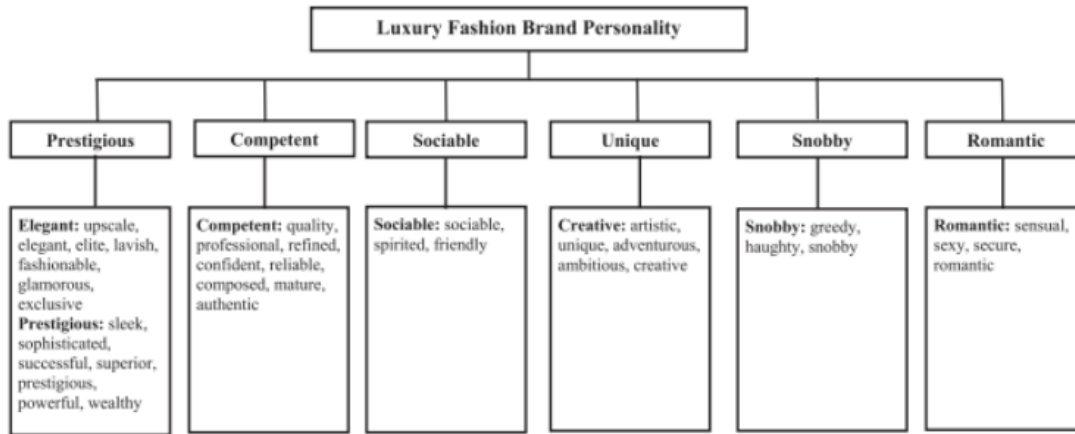 Luxury Fashion Brand Personality
Prestigious
Competent
Sociable
Unique
Snobby
Romantic
Elegant: upscale,
elegant, elite, lavish,
fashionable,
glamorous,
exclusive
Prestigious: sleek,
sophisticated,
successful, superior,
prestigious,
powerful, wealthy
Competent: quality,
professional, refined,
confident, reliable,
composed, mature,
authentic
Sociable: sociable,
spirited, friendly
Creative: artistic,
unique, adventurous,
ambitious, creative
Snobby: greedy,
haughty, snobby
Romantic: sensual,
sexy, secure,
romantic